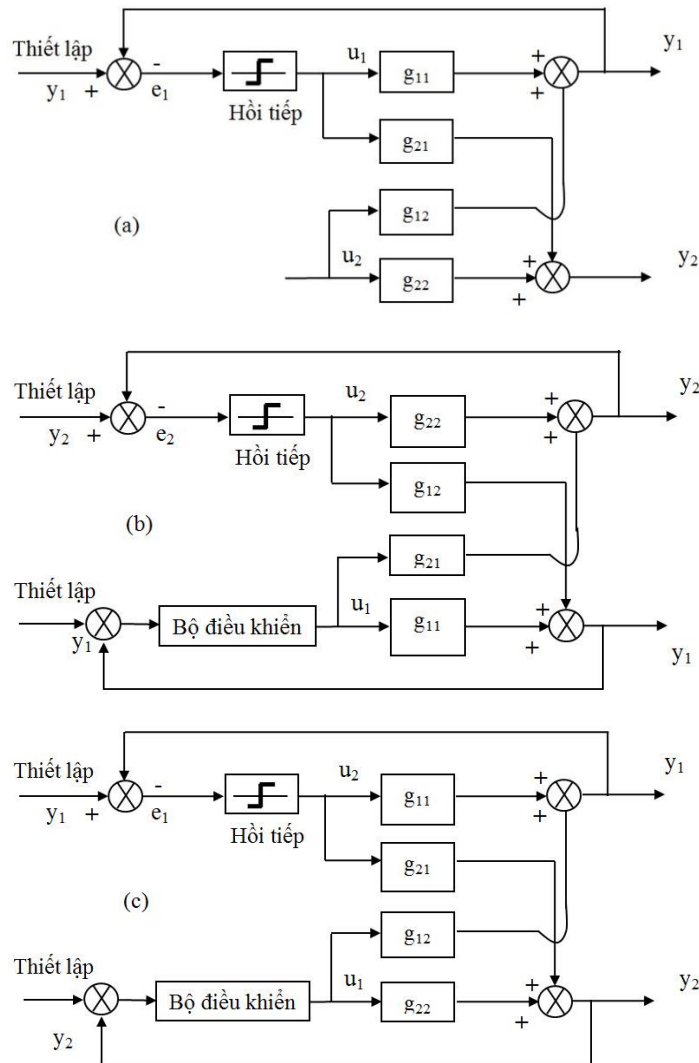 Thiết lập
y₁ + - e₁
Hồi tiếp
u₁ g₁₁ + + y₁
g₂₁
g₁₂
(a)
u₂ g₂₂ + + y₂
Thiết lập
y₂ + - e₂
Hồi tiếp
u₂ g₂₂ + + y₂
g₁₂
(b)
g₂₁
Thiết lập
y₁ Bộ điều khiển u₁ g₁₁ + + y₁
Thiết lập
y₁ + - e₁
Hồi tiếp
u₂ g₁₁ + + y₁
g₂₁
(c)
g₁₂
Thiết lập
y₂ Bộ điều khiển u₁ g₂₂ + + y₂